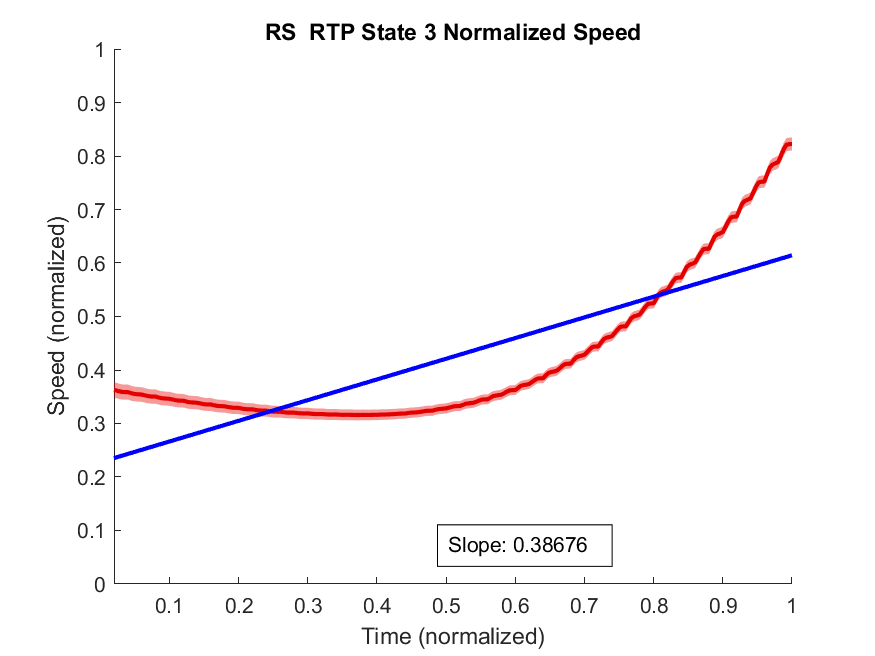 RS  RTP State 3 Normalized Speed
1
0.9
0.8
0.7
0.6
0.5
0.4
0.3
0.2
0.1
0
Speed (normalized)
Slope: 0.38676
0.1 0.2 0.3 0.4 0.5 0.6 0.7 0.8 0.9 1
Time (normalized)